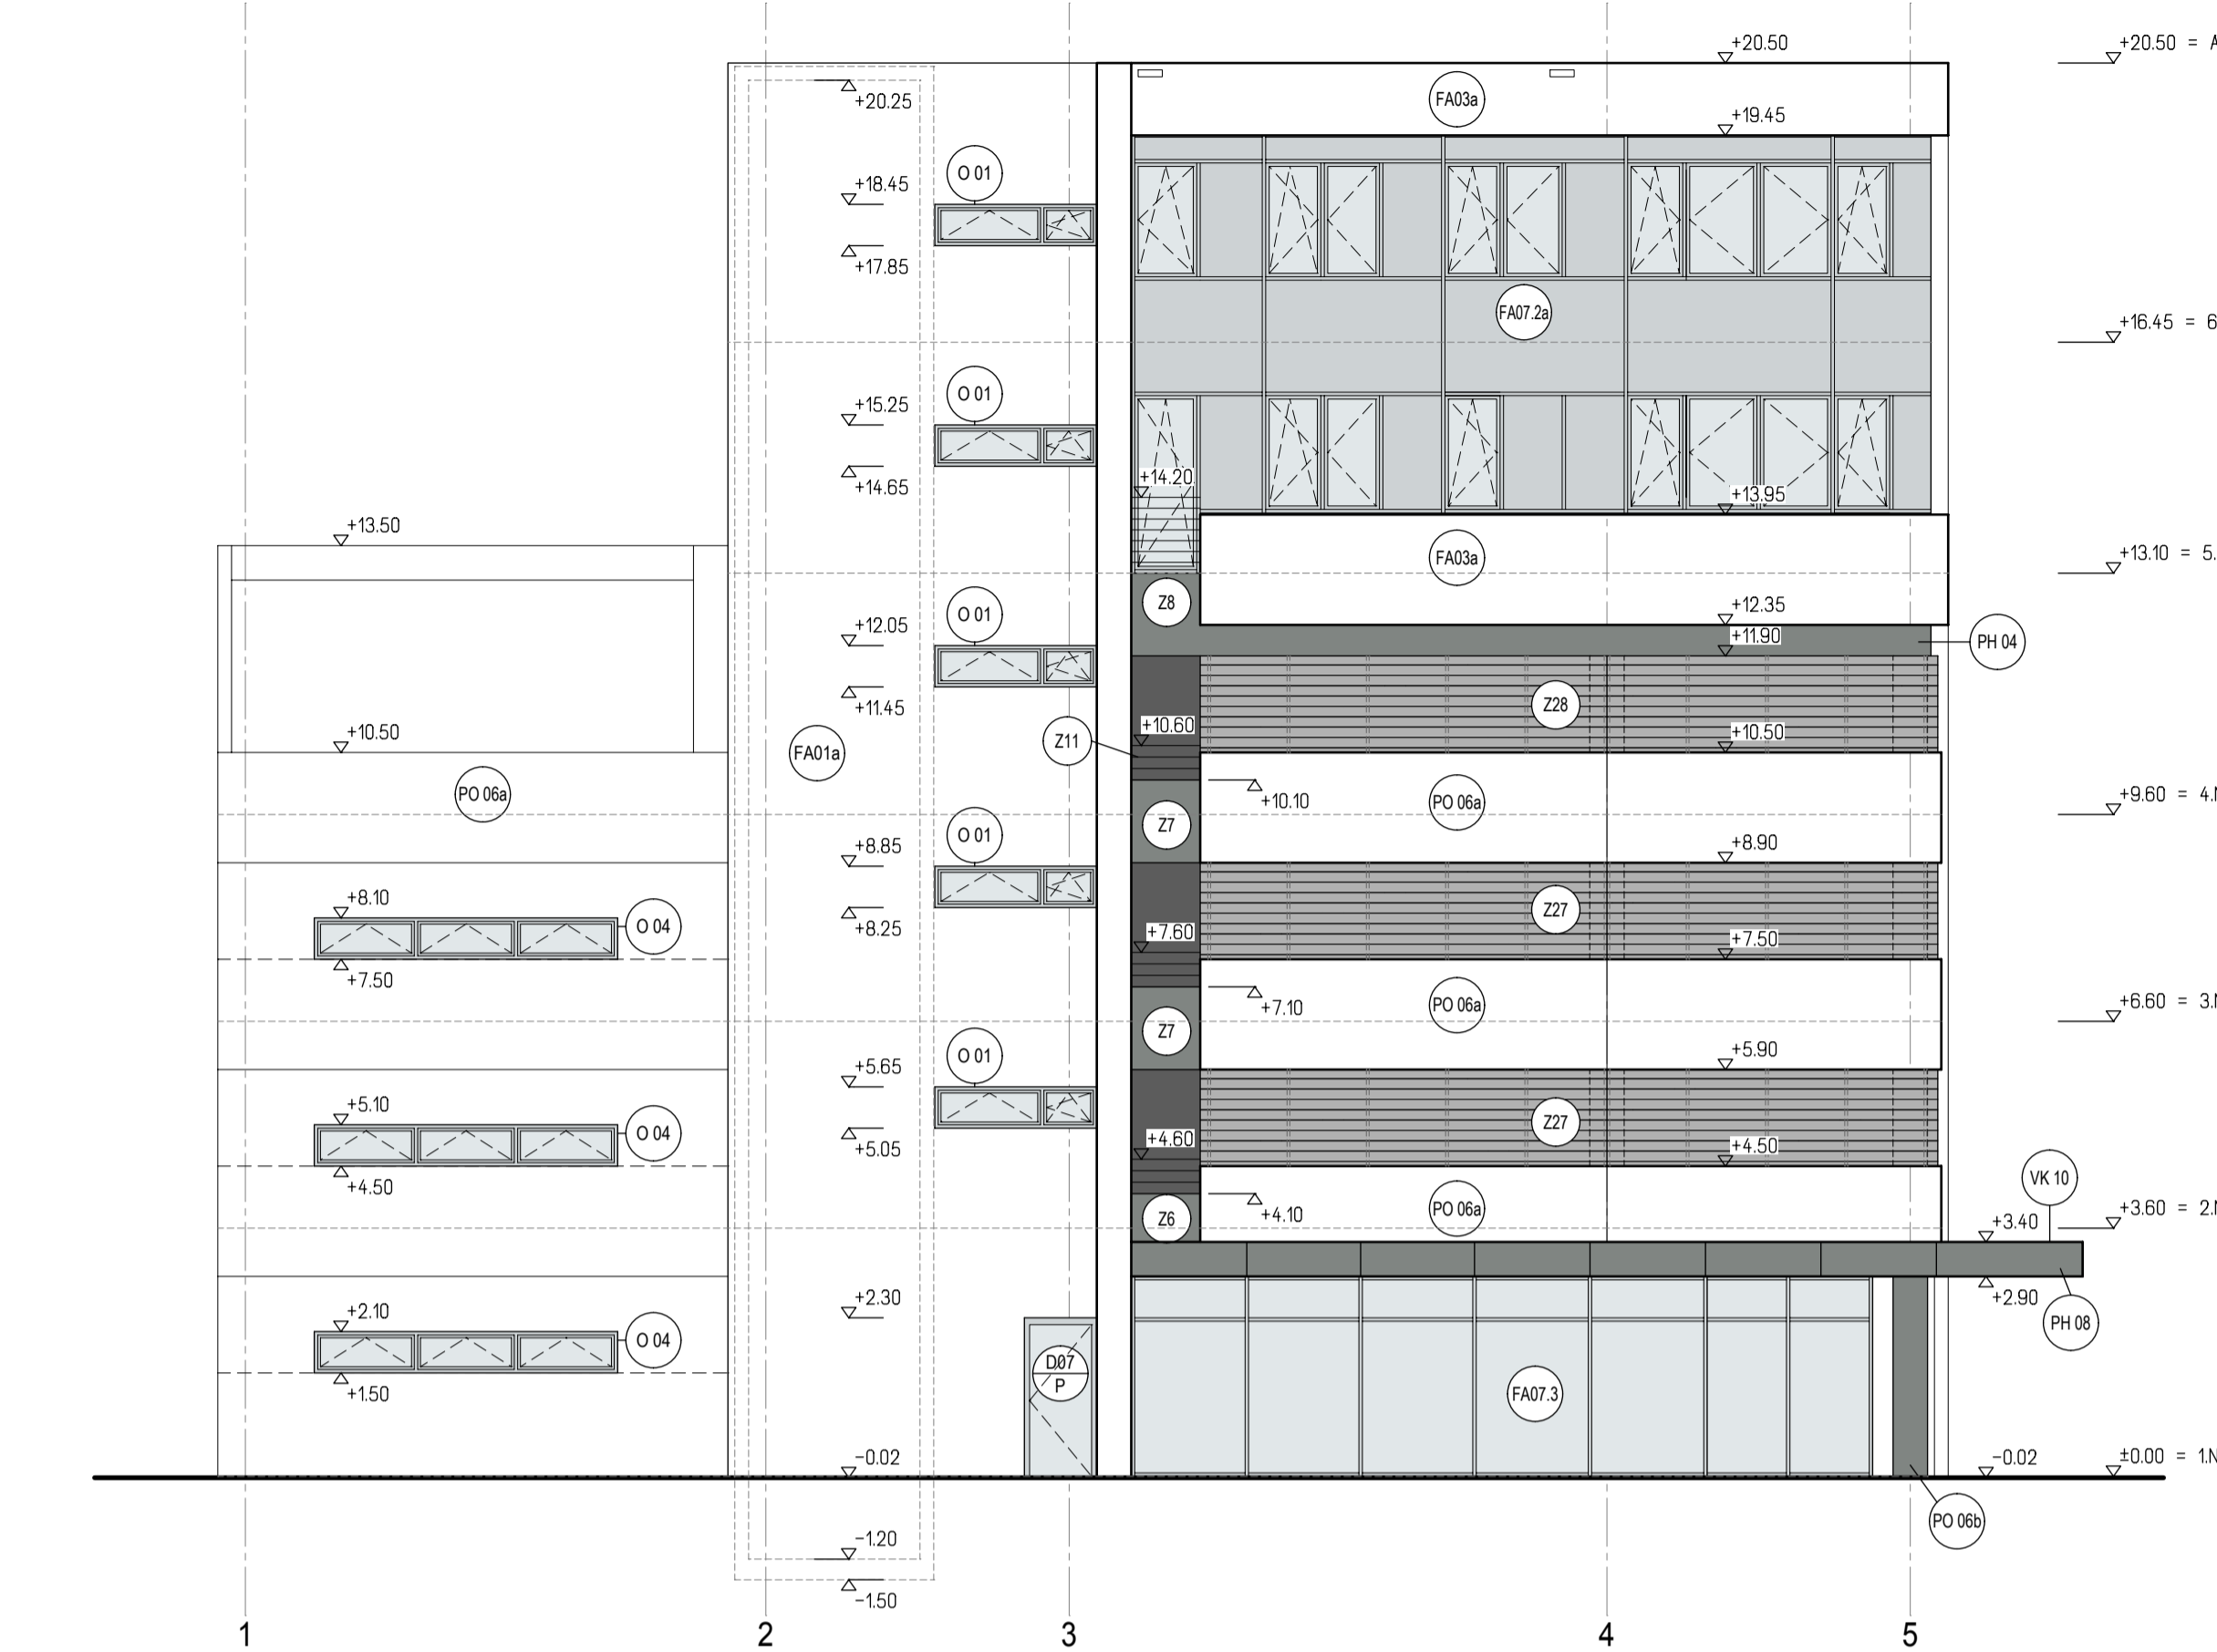 +20.50
+20.50 = A
FA03a
+20.25
+19.45
O 01
+18.45
+17.85
FA07.2a
+16.45 = 6
O 01
+15.25
+14.65
+14.20
+13.95
+13.50
FA03a
+13.10 = 5.
Z8
O 01
+12.35
+12.05
+11.90
PH 04
+11.45
Z28
+10.60
+10.50
+10.50
Z11
FA01a
PO 06a
+10.10
PO 06a
+9.60 = 4.N
Z7
O 01
+8.90
+8.85
+8.25
+8.10
O 04
Z27
+7.60
+7.50
+7.50
+7.10
PO 06a
+6.60 = 3.N
Z7
O 01
+5.90
+5.65
+5.05
+5.10
O 04
Z27
+4.60
+4.50
+4.50
VK 10
+4.10
PO 06a
Z6
+3.40
+3.60 = 2.N
+2.90
+2.30
+2.10
PH 08
O 04
D07
P
+1.50
FA07.3
-0.02
-0.02
±0.00 = 1.N
PO 06b
-1.20
-1.50
1 2 3 4 5